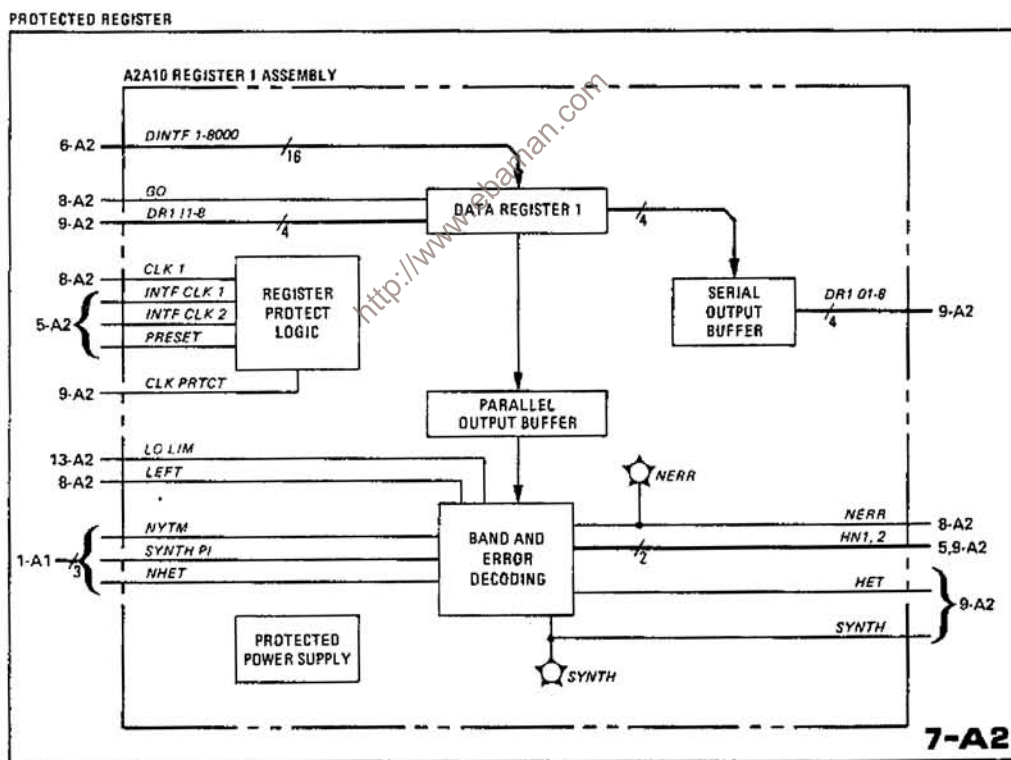 PROTECTED REGISTER
A2A10 REGISTER 1 ASSEMBLY
6-A2
DINTF 1-8000
16
8-A2
GO
9-A2
DR1 I1-8
4
DATA REGISTER 1
4
8-A2
CLK 1
5-A2
INTF CLK 1
INTF CLK 2
PRESET
REGISTER
PROTECT
LOGIC
9-A2
CLK PRTCT
SERIAL
OUTPUT
BUFFER
DR1 01-8
4
9-A2
PARALLEL
OUTPUT BUFFER
13-A2
LO LIM
8-A2
LEFT
1-A1
3
NYTM
SYNTH PI
NHET
BAND AND
ERROR
DECODING
NERR
NERR
8-A2
HN1, 2
2
5,9-A2
HET
SYNTH
9-A2
PROTECTED
POWER SUPPLY
SYNTH
7-A2
http://www.ebaman.com